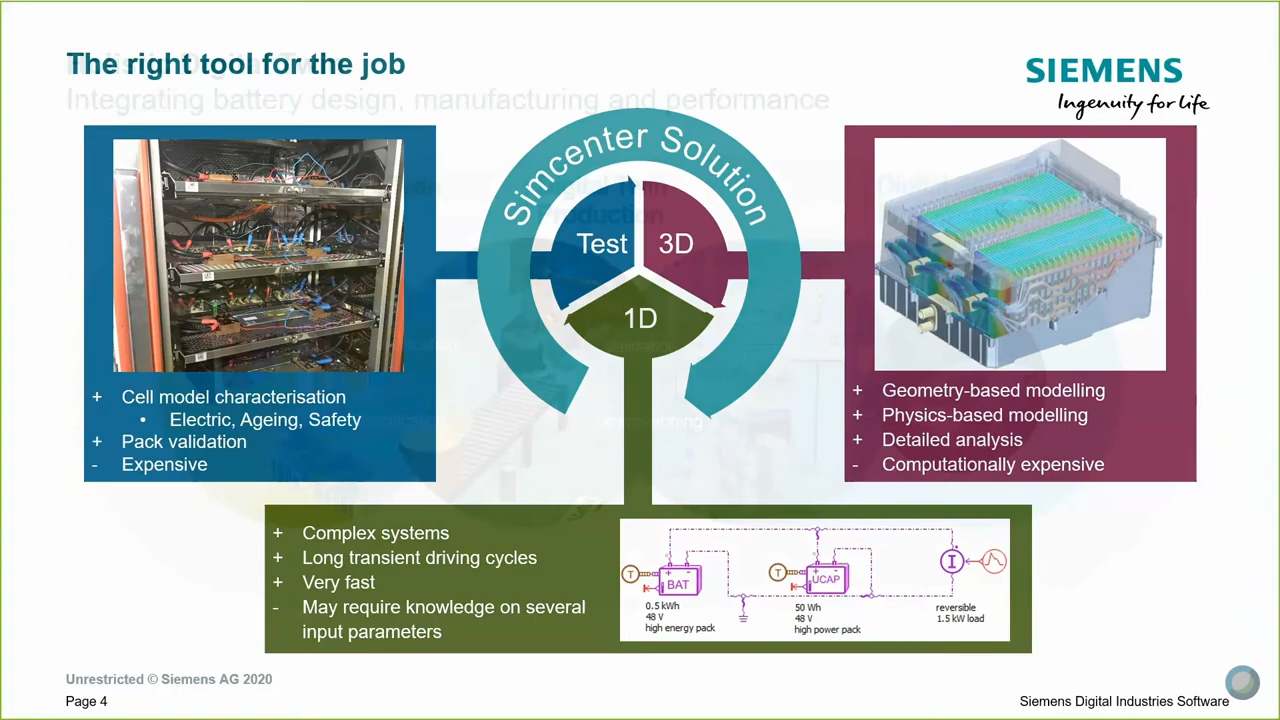 The right tool for the job
Integrating battery design, manufacturing and performance
SIEMENS
Ingenuity for life
Simcenter Solution
Test
3D
1D
+ Cell model characterisation
• Electric, Ageing, Safety
+ Pack validation
- Expensive
+ Geometry-based modelling
+ Physics-based modelling
+ Detailed analysis
- Computationally expensive
+ Complex systems
+ Long transient driving cycles
+ Very fast
- May require knowledge on several
input parameters
T
BAT
0.5 kWh
48 V
high energy pack
T
UCAP
50 Wh
48 V
high power pack
I
reversible
1.5 kW load
Unrestricted © Siemens AG 2020
Page 4
Siemens Digital Industries Software